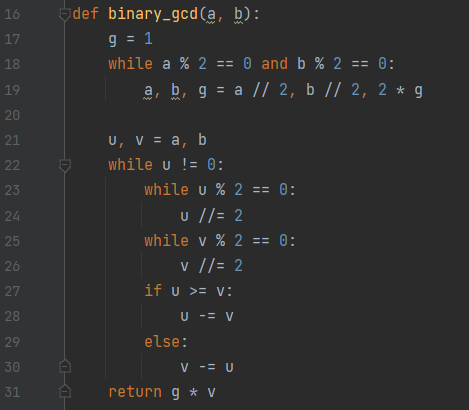 16 def binary_gcd(a, b):
17     g = 1
18     while a % 2 == 0 and b % 2 == 0:
19         a, b, g = a // 2, b // 2, 2 * g
20
21     u, v = a, b
22     while u != 0:
23         while u % 2 == 0:
24             u //= 2
25         while v % 2 == 0:
26             v //= 2
27         if u >= v:
28             u -= v
29         else:
30             v -= u
31     return g * v